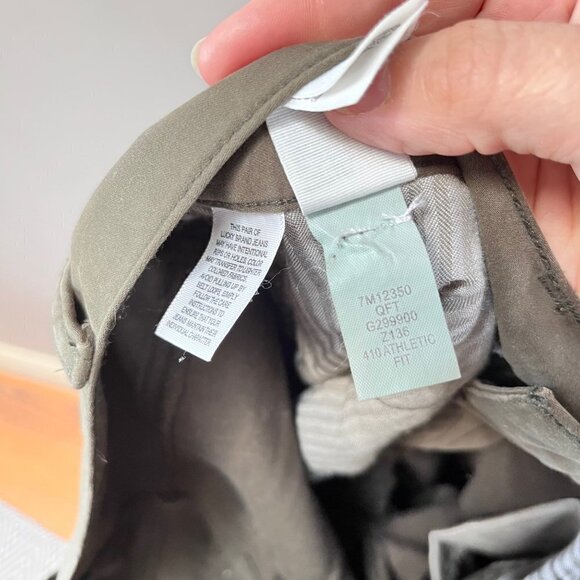 THIS PAIR OF
LUCKY BRAND JEANS
MAY HAVE INTENTIONAL
RIPS OR HOLES, COLOR
MAY TRANSFER TO LIGHTER
COLORED FABRICS.
AVOID PULLING UP BY
BELT LOOPS. SIMPLY
FOLLOW THE CARE
INSTRUCTIONS TO
ENSURE THAT YOUR
JEANS MAINTAIN THEIR
INDIVIDUAL CHARACTER
7M12350
QFT
G299900
Z136
410 ATHLETIC
FIT